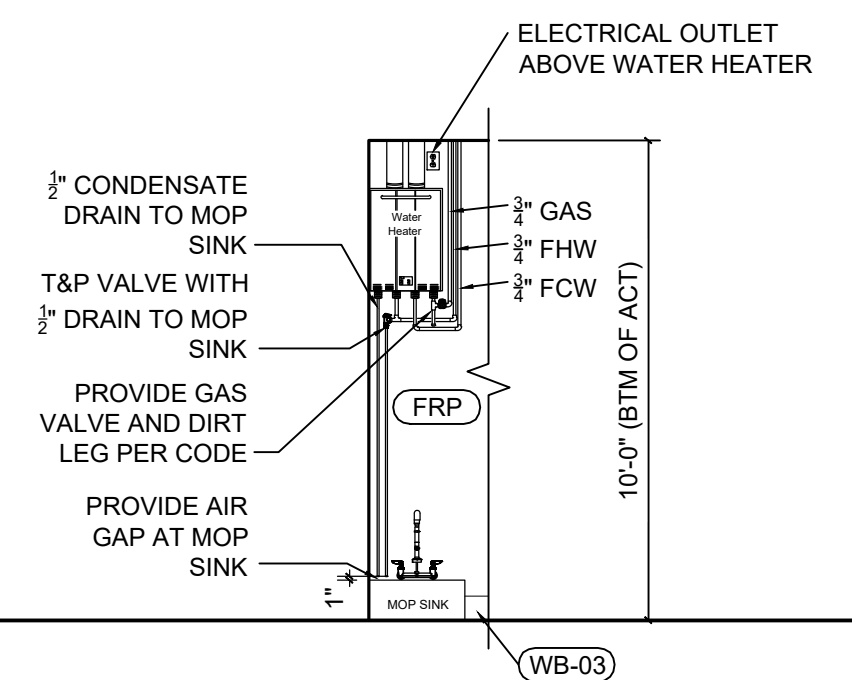 ELECTRICAL OUTLET
ABOVE WATER HEATER
½" CONDENSATE
DRAIN TO MOP
SINK
T&P VALVE WITH
½" DRAIN TO MOP
SINK
PROVIDE GAS
VALVE AND DIRT
LEG PER CODE
PROVIDE AIR
GAP AT MOP
SINK
1"
Water
Heater
¾" GAS
¾" FHW
¾" FCW
FRP
MOP SINK
10'-0" (BTM OF ACT)
WB-03